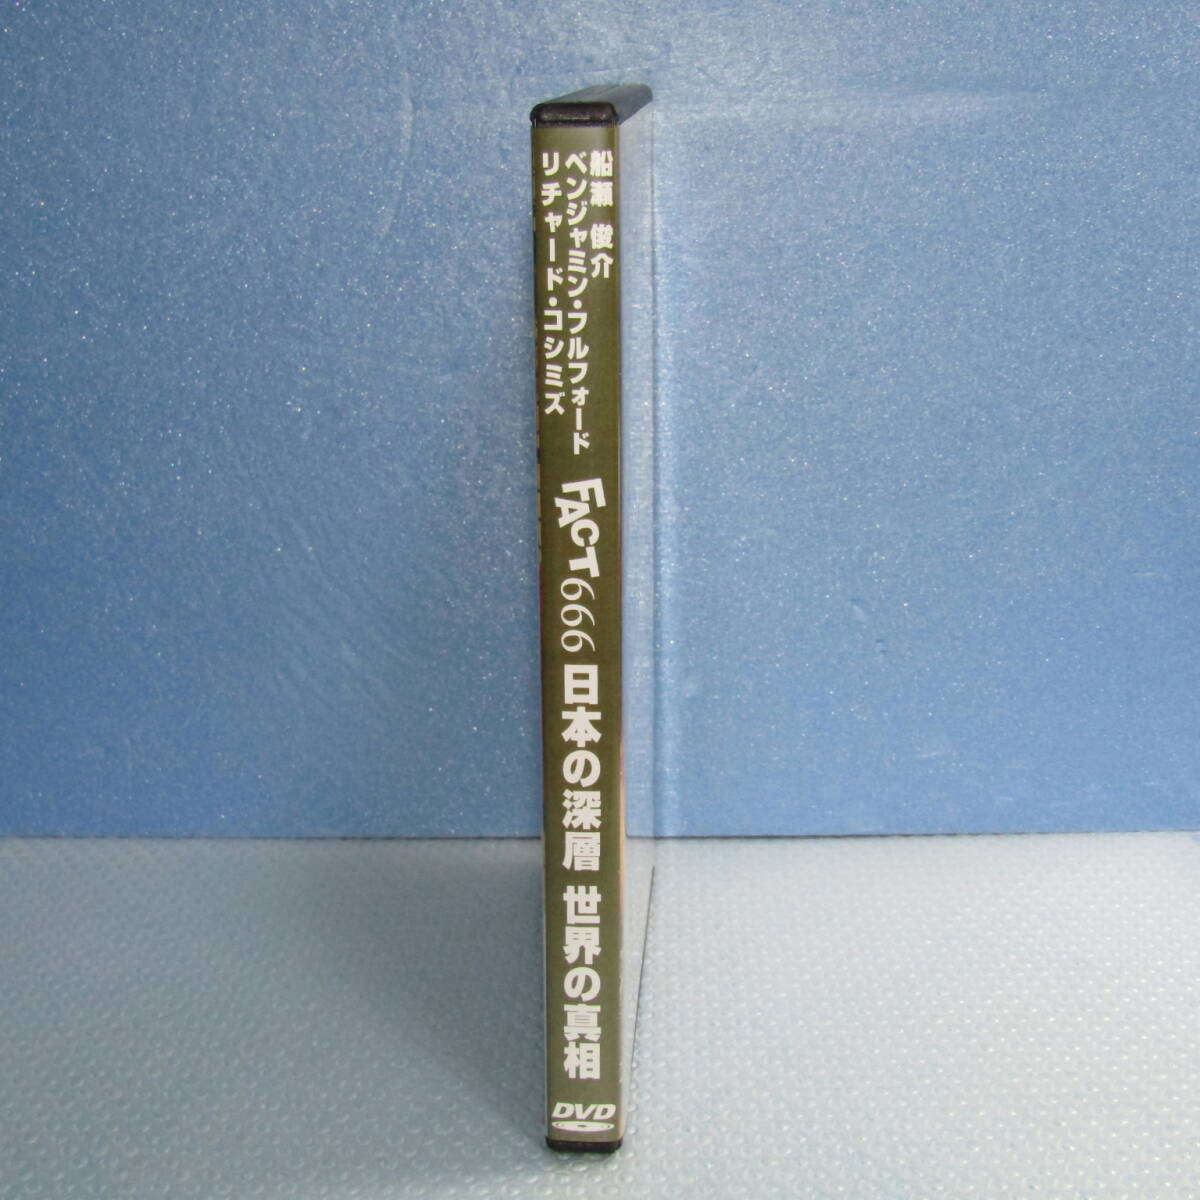 船瀬 俊介
ベンジャミン・フルフォード
リチャード・コシミズ
FACT666 日本の深層 世界の真相
DVD